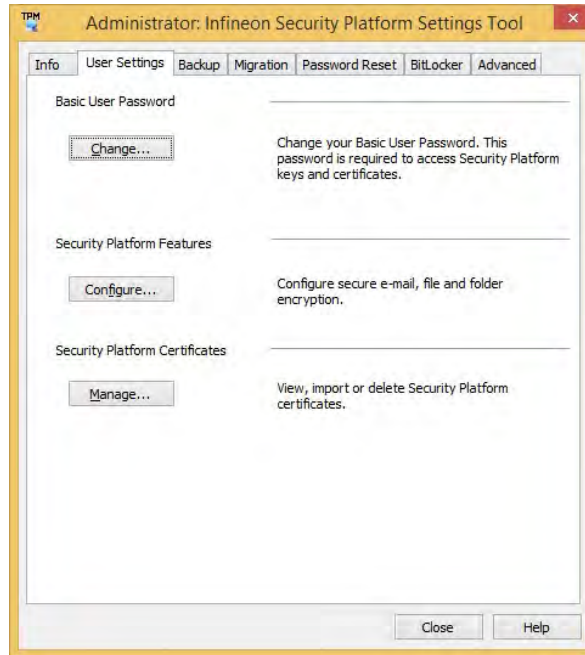 TPM
Administrator: Infineon Security Platform Settings Tool
Info User Settings Backup Migration Password Reset BitLocker Advanced
Basic User Password
Change...
Change your Basic User Password. This
password is required to access Security Platform
keys and certificates.
Security Platform Features
Configure...
Configure secure e-mail, file and folder
encryption.
Security Platform Certificates
Manage...
View, import or delete Security Platform
certificates.
Close Help